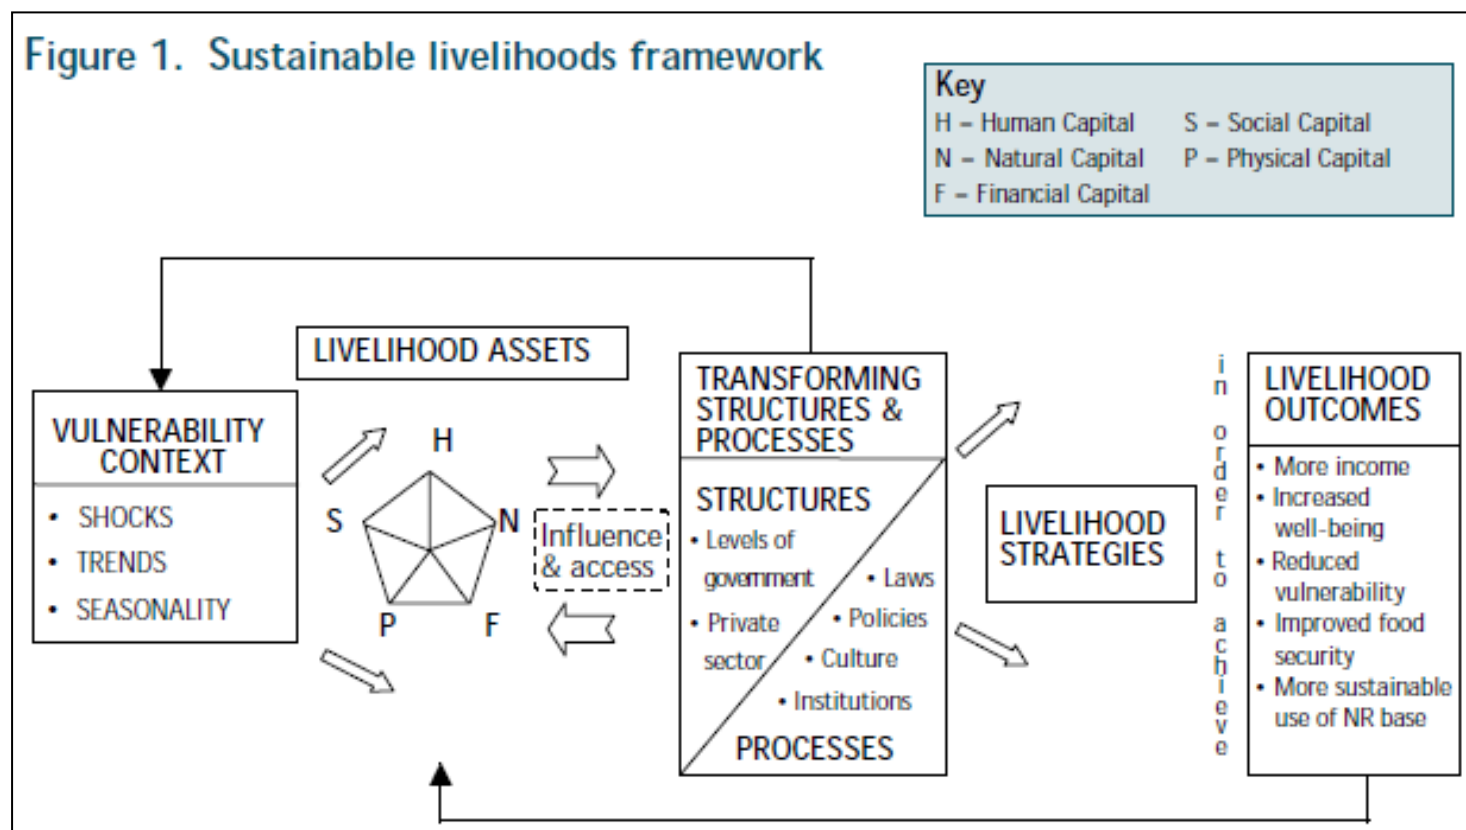 Figure 1. Sustainable livelihoods framework
Key
H – Human Capital
S – Social Capital
N – Natural Capital
P – Physical Capital
F – Financial Capital
LIVELIHOOD ASSETS
VULNERABILITY
CONTEXT
• SHOCKS
• TRENDS
• SEASONALITY
H
S
N
P
F
Influence
& access
TRANSFORMING
STRUCTURES &
PROCESSES
STRUCTURES
• Levels of
government
• Private
sector
• Laws
• Policies
• Culture
• Institutions
PROCESSES
LIVELIHOOD
STRATEGIES
in order to achieve
LIVELIHOOD
OUTCOMES
• More income
• Increased
well-being
• Reduced
vulnerability
• Improved food
security
• More sustainable
use of NR base